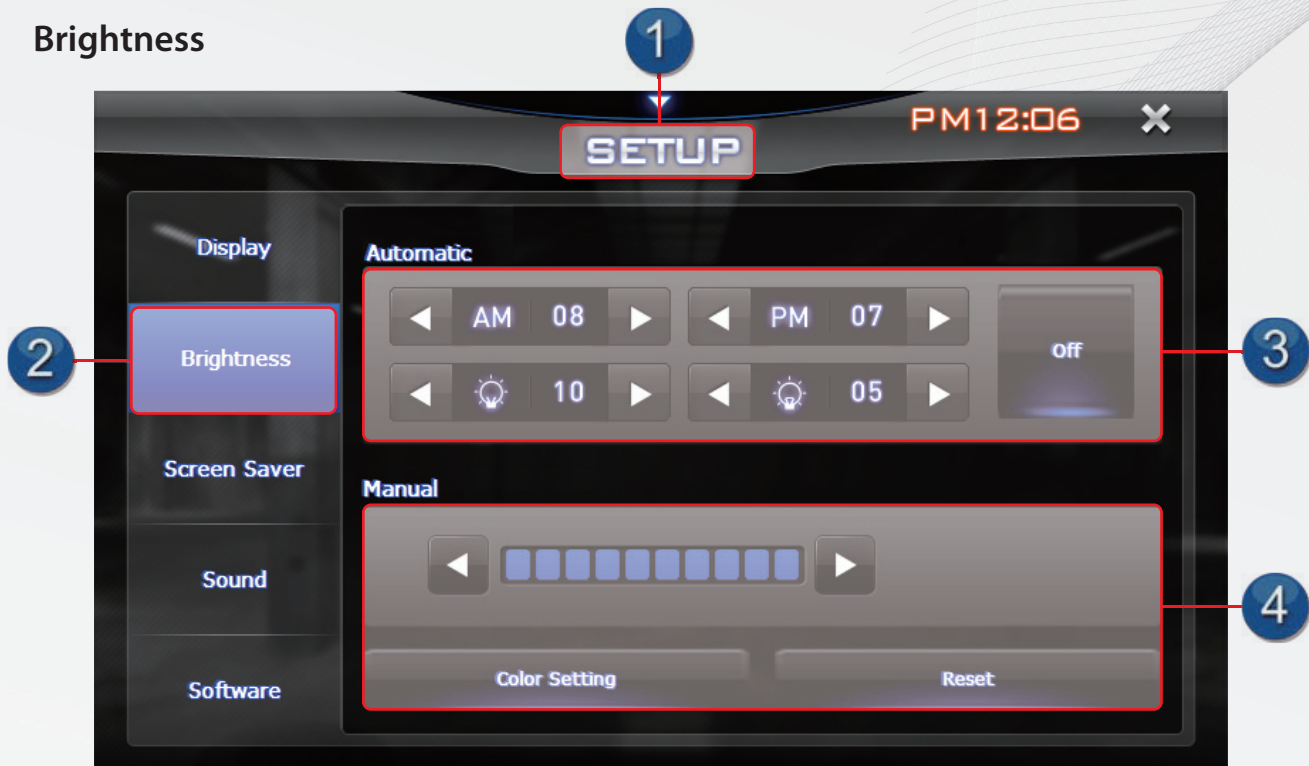 Brightness
1
PM12:06
SETUP
Display
Automatic
AM 08
PM 07
Off
2
Brightness
3
10
05
Screen Saver
Manual
Sound
4
Color Setting
Reset
Software